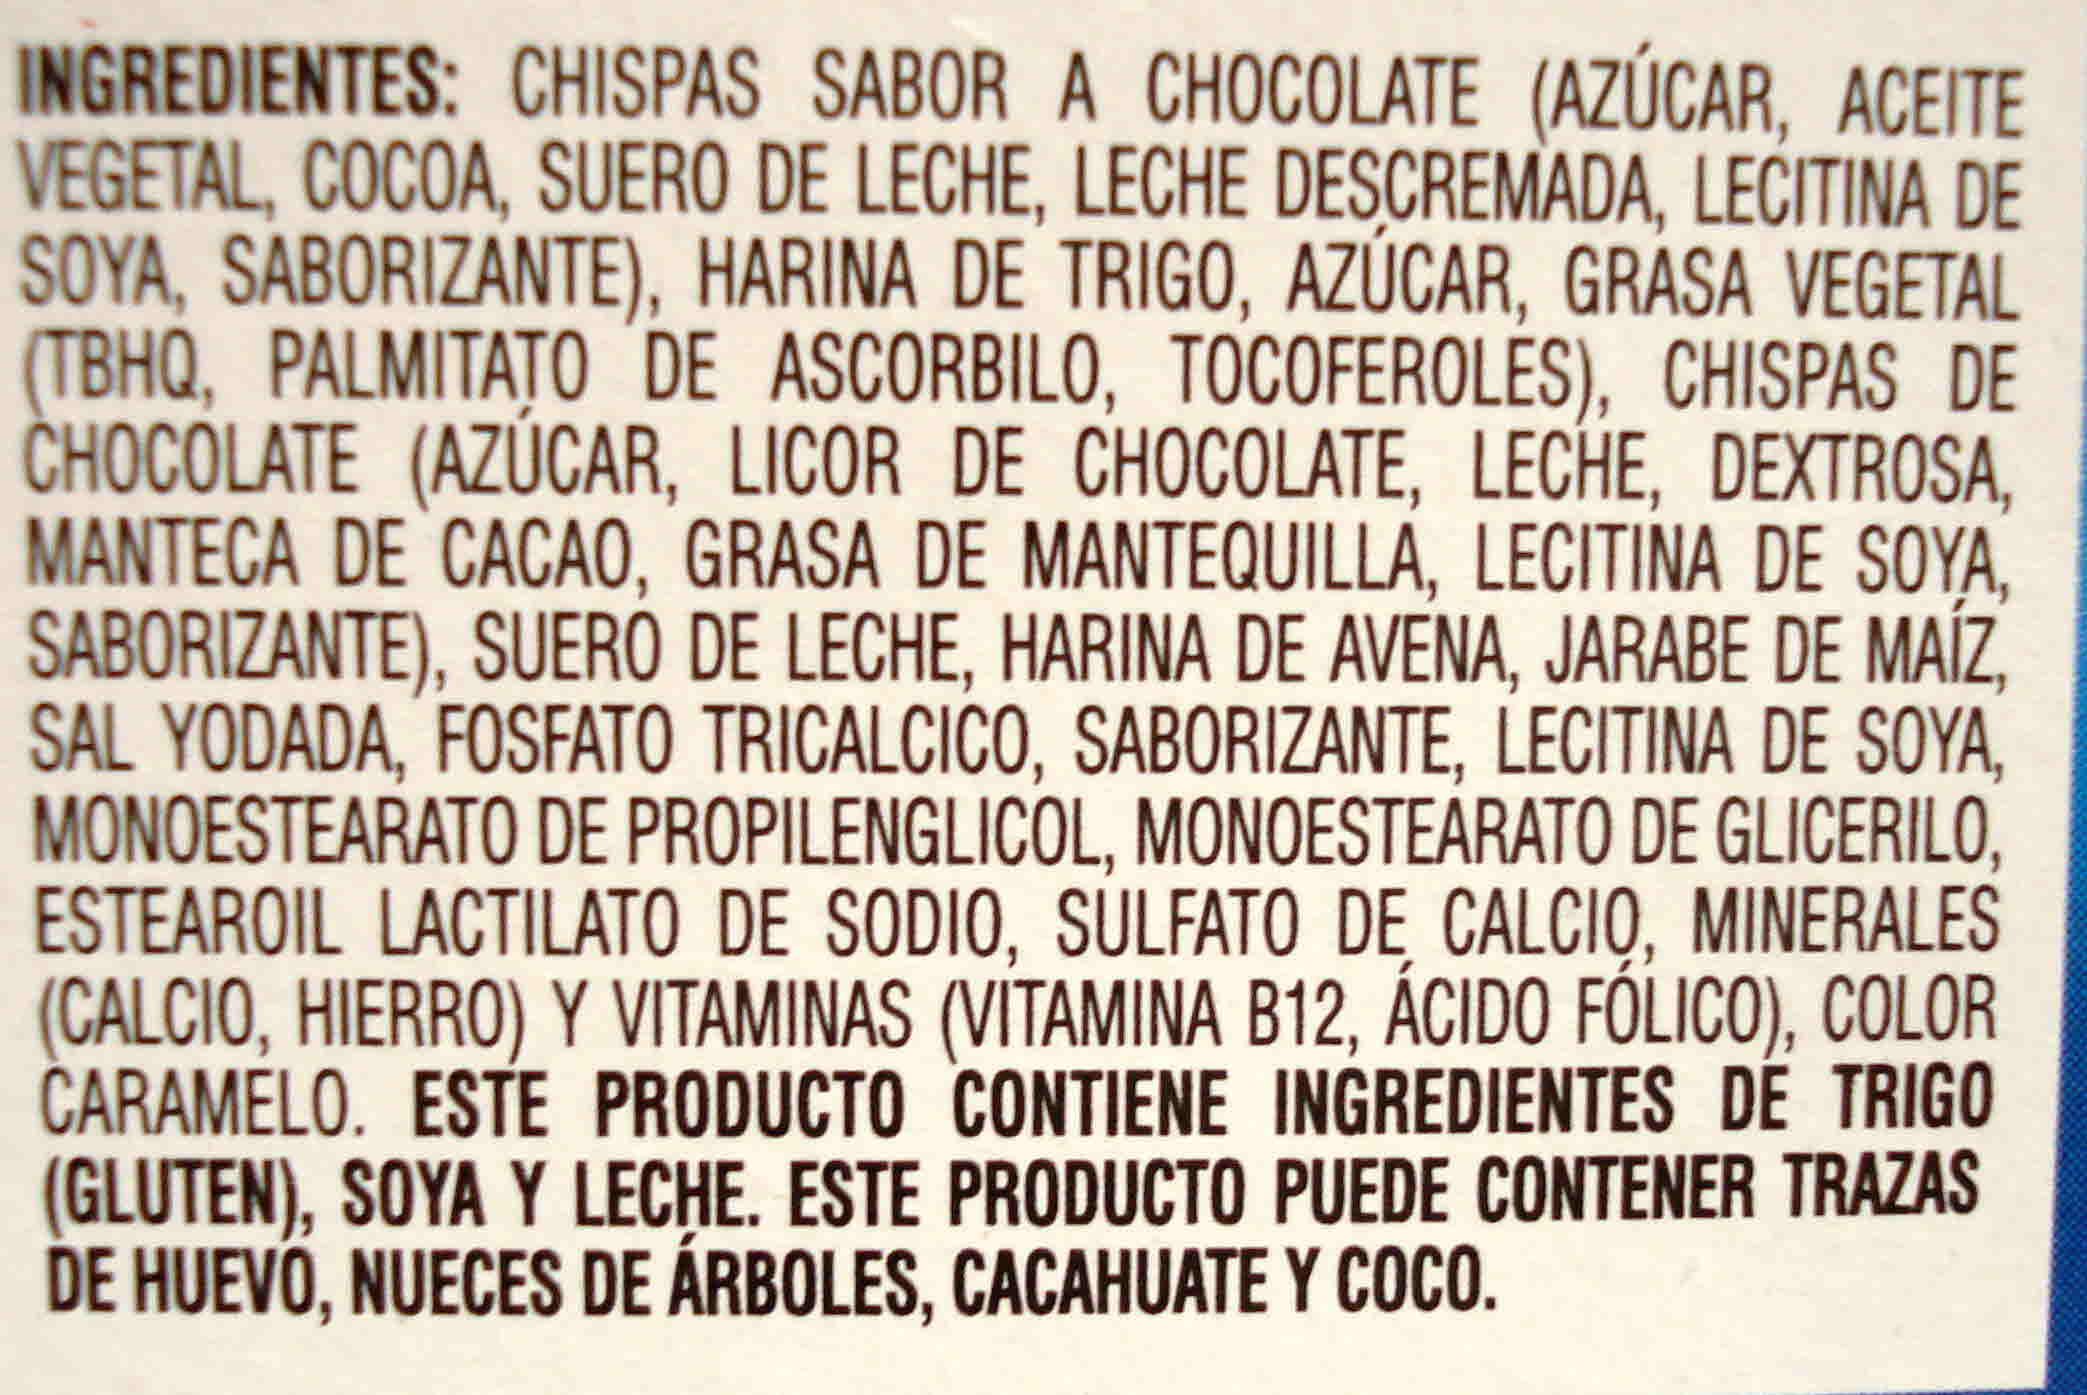 INGREDIENTES: CHISPAS SABOR A CHOCOLATE (AZÚCAR, ACEITE
VEGETAL, COCOA, SUERO DE LECHE, LECHE DESCREMADA, LECITINA DE
SOYA, SABORIZANTE), HARINA DE TRIGO, AZÚCAR, GRASA VEGETAL
(TBHQ, PALMITATO DE ASCORBILO, TOCOFEROLES), CHISPAS DE
CHOCOLATE (AZÚCAR, LICOR DE CHOCOLATE, LECHE, DEXTROSA,
MANTECA DE CACAO, GRASA DE MANTEQUILLA, LECITINA DE SOYA,
SABORIZANTE), SUERO DE LECHE, HARINA DE AVENA, JARABE DE MAÍZ,
SAL YODADA, FOSFATO TRICALCICO, SABORIZANTE, LECITINA DE SOYA,
MONOESTEARATO DE PROPILENGLICOL, MONOESTEARATO DE GLICERILO,
ESTEAROIL LACTILATO DE SODIO, SULFATO DE CALCIO, MINERALES
(CALCIO, HIERRO) Y VITAMINAS (VITAMINA B12, ÁCIDO FÓLICO), COLOR
CARAMELO. ESTE PRODUCTO CONTIENE INGREDIENTES DE TRIGO
(GLUTEN), SOYA Y LECHE. ESTE PRODUCTO PUEDE CONTENER TRAZAS
DE HUEVO, NUECES DE ÁRBOLES, CACAHUATE Y COCO.